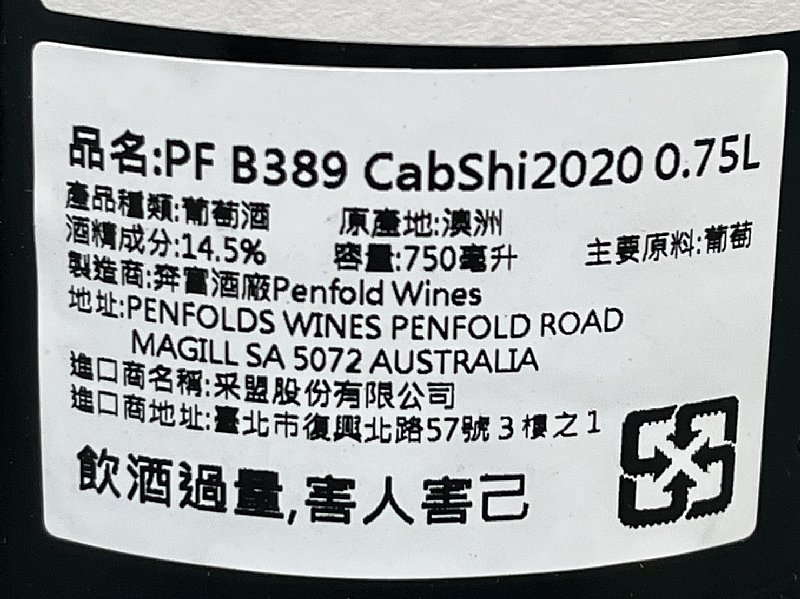 品名:PF B389 CabShi2020 0.75L
產品種類:葡萄酒 原產地:澳洲
酒精成分:14.5% 容量:750毫升 主要原料:葡萄
製造商:奔富酒廠Penfold Wines
地址:PENFOLDS WINES PENFOLD ROAD
MAGILL SA 5072 AUSTRALIA
進口商名稱:采盟股份有限公司
進口商地址:臺北市復興北路57號3樓之1
飲酒過量,害人害己